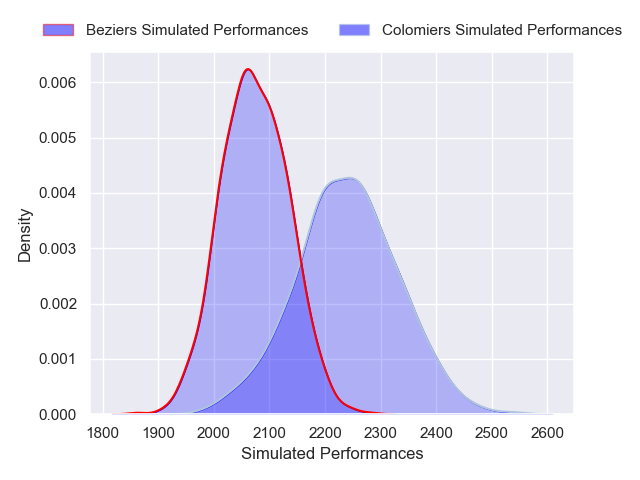 Beziers Simulated Performances
Colomiers Simulated Performances
Density
0.006
0.005
0.004
0.003
0.002
0.001
0.000
1800 1900 2000 2100 2200 2300 2400 2500 2600
Simulated Performances